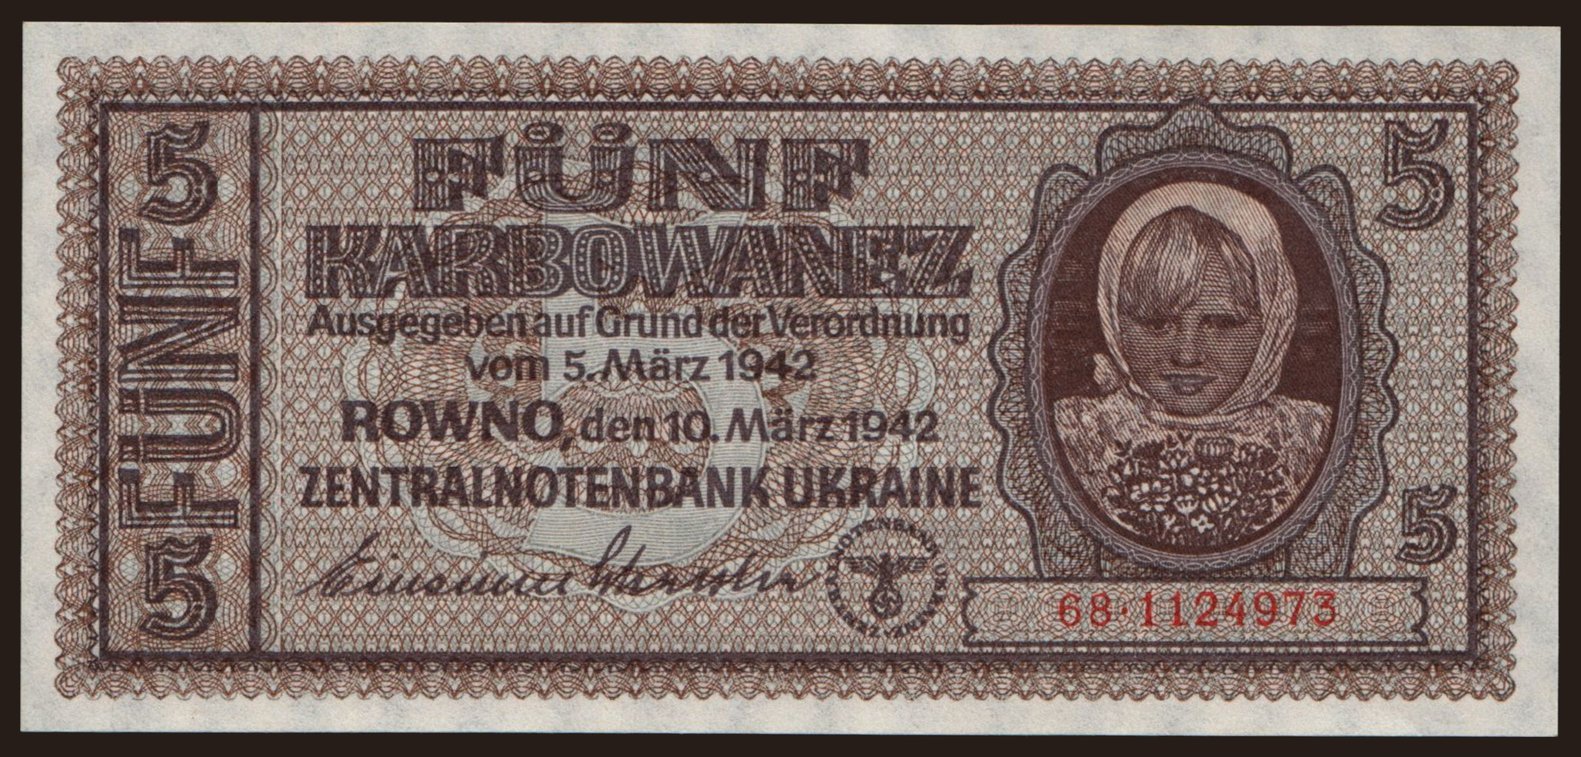 5
FÜNF
5
FÜNF
KARBOWANEZ
Ausgegeben auf Grund der Verordnung
vom 5. März 1942
ROWNO, den 10. März 1942
ZENTRALNOTENBANK UKRAINE
5
5
68·1124973